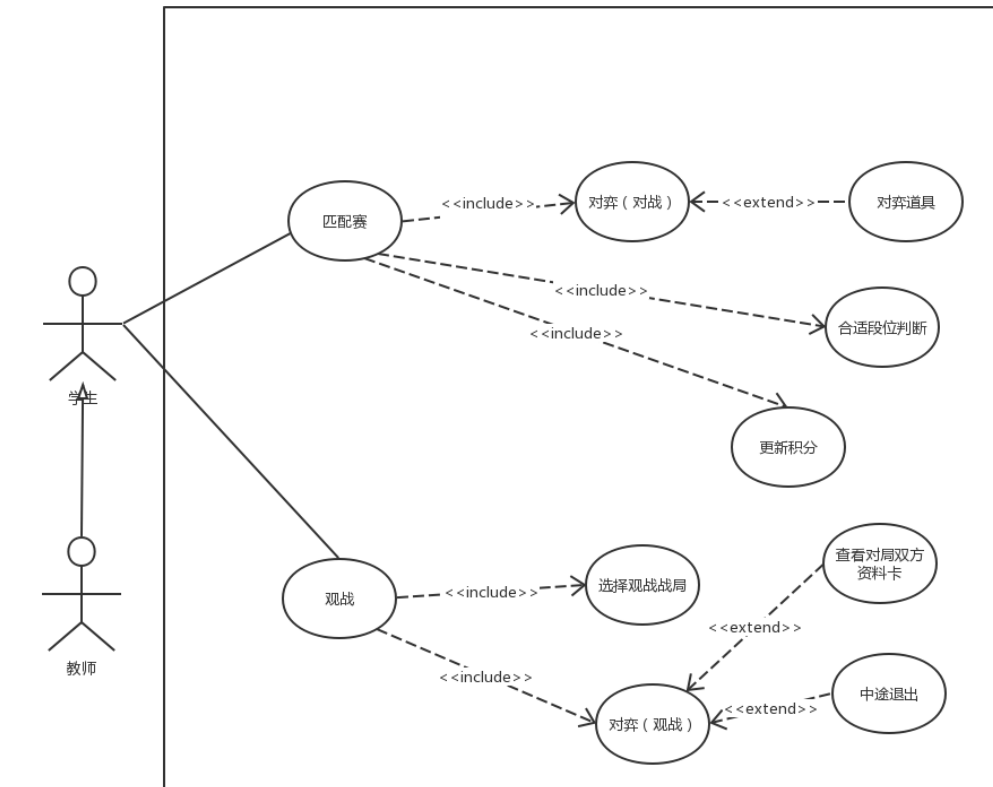 <<include>>
对弈（对战）
<<extend>>
对弈道具
匹配赛
<<include>>
合适段位判断
<<include>>
学生
更新积分
查看对局双方
资料卡
观战
<<include>>
选择观战战局
<<extend>>
教师
<<include>>
中途退出
<<extend>>
对弈（观战）